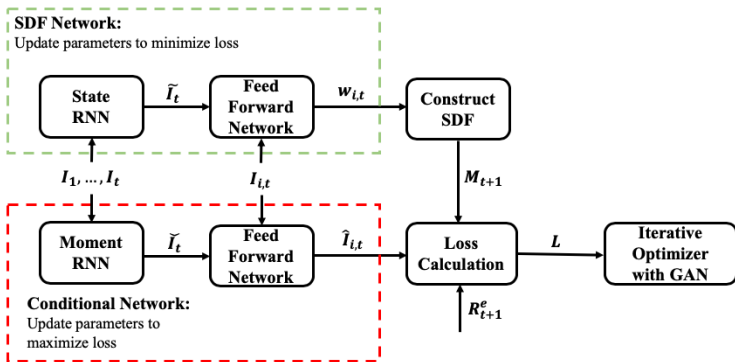 SDF Network:
Update parameters to minimize loss
State
RNN
Ĩ_t
Feed
Forward
Network
w_{i,t}
Construct
SDF
I_1, …, I_t
I_{i,t}
M_{t+1}
Moment
RNN
Ǐ_t
Feed
Forward
Network
Î_{i,t}
Loss
Calculation
L
Iterative
Optimizer
with GAN
Conditional Network:
Update parameters to
maximize loss
R^e_{t+1}